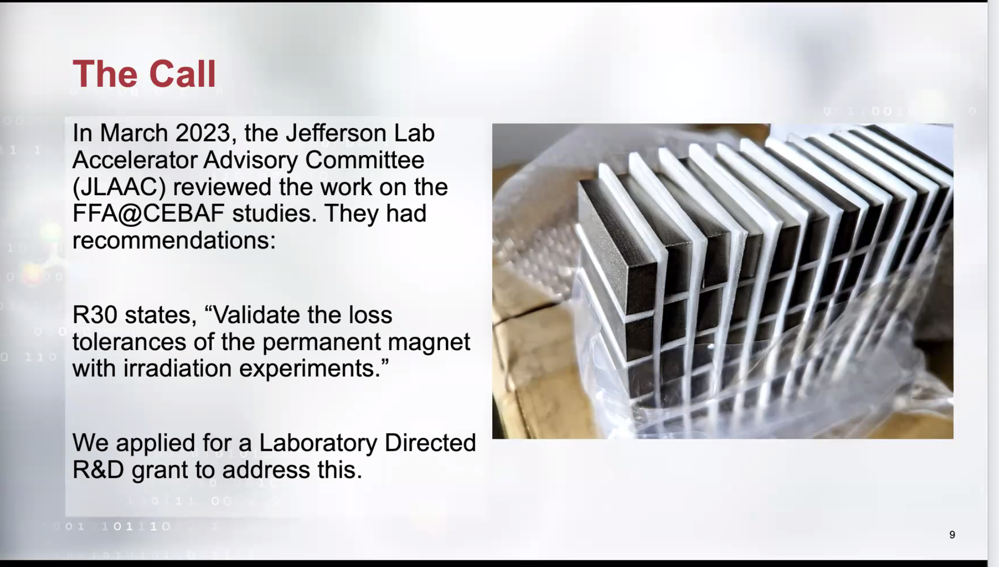 The Call
In March 2023, the Jefferson Lab
Accelerator Advisory Committee
(JLAAC) reviewed the work on the
FFA@CEBAF studies. They had
recommendations:
R30 states, “Validate the loss
tolerances of the permanent magnet
with irradiation experiments.”
We applied for a Laboratory Directed
R&D grant to address this.
9